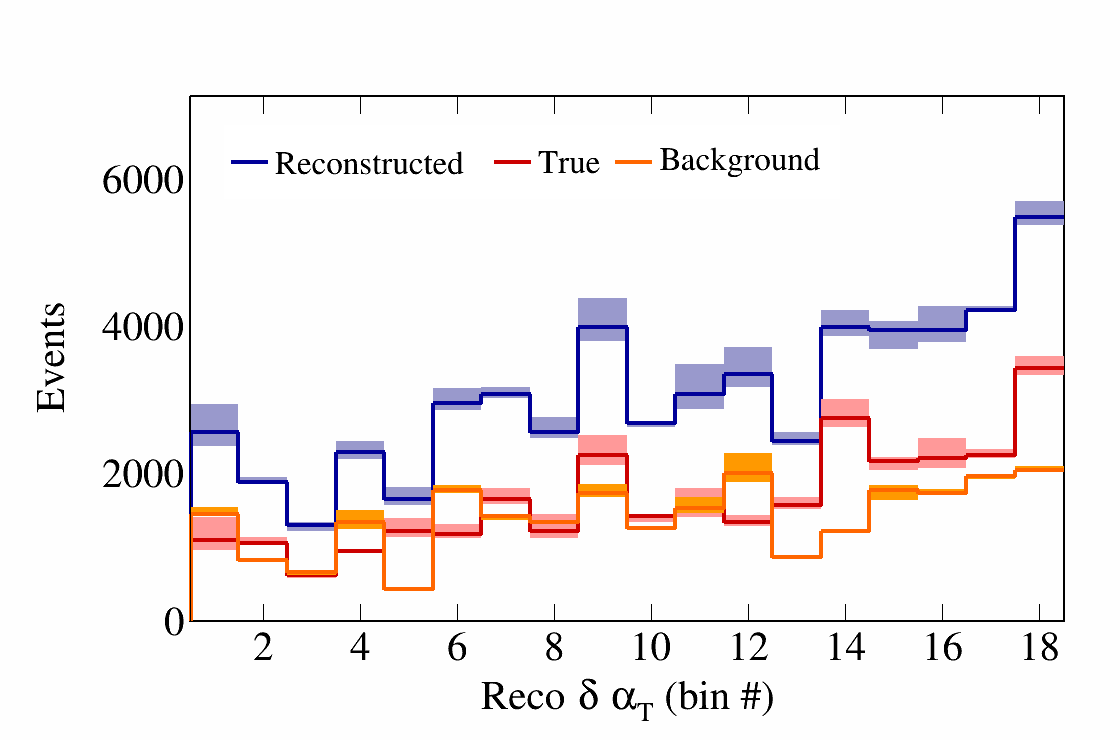 Reconstructed True Background
6000
4000
2000
0
Events
2 4 6 8 10 12 14 16 18
Reco δ α_T (bin #)